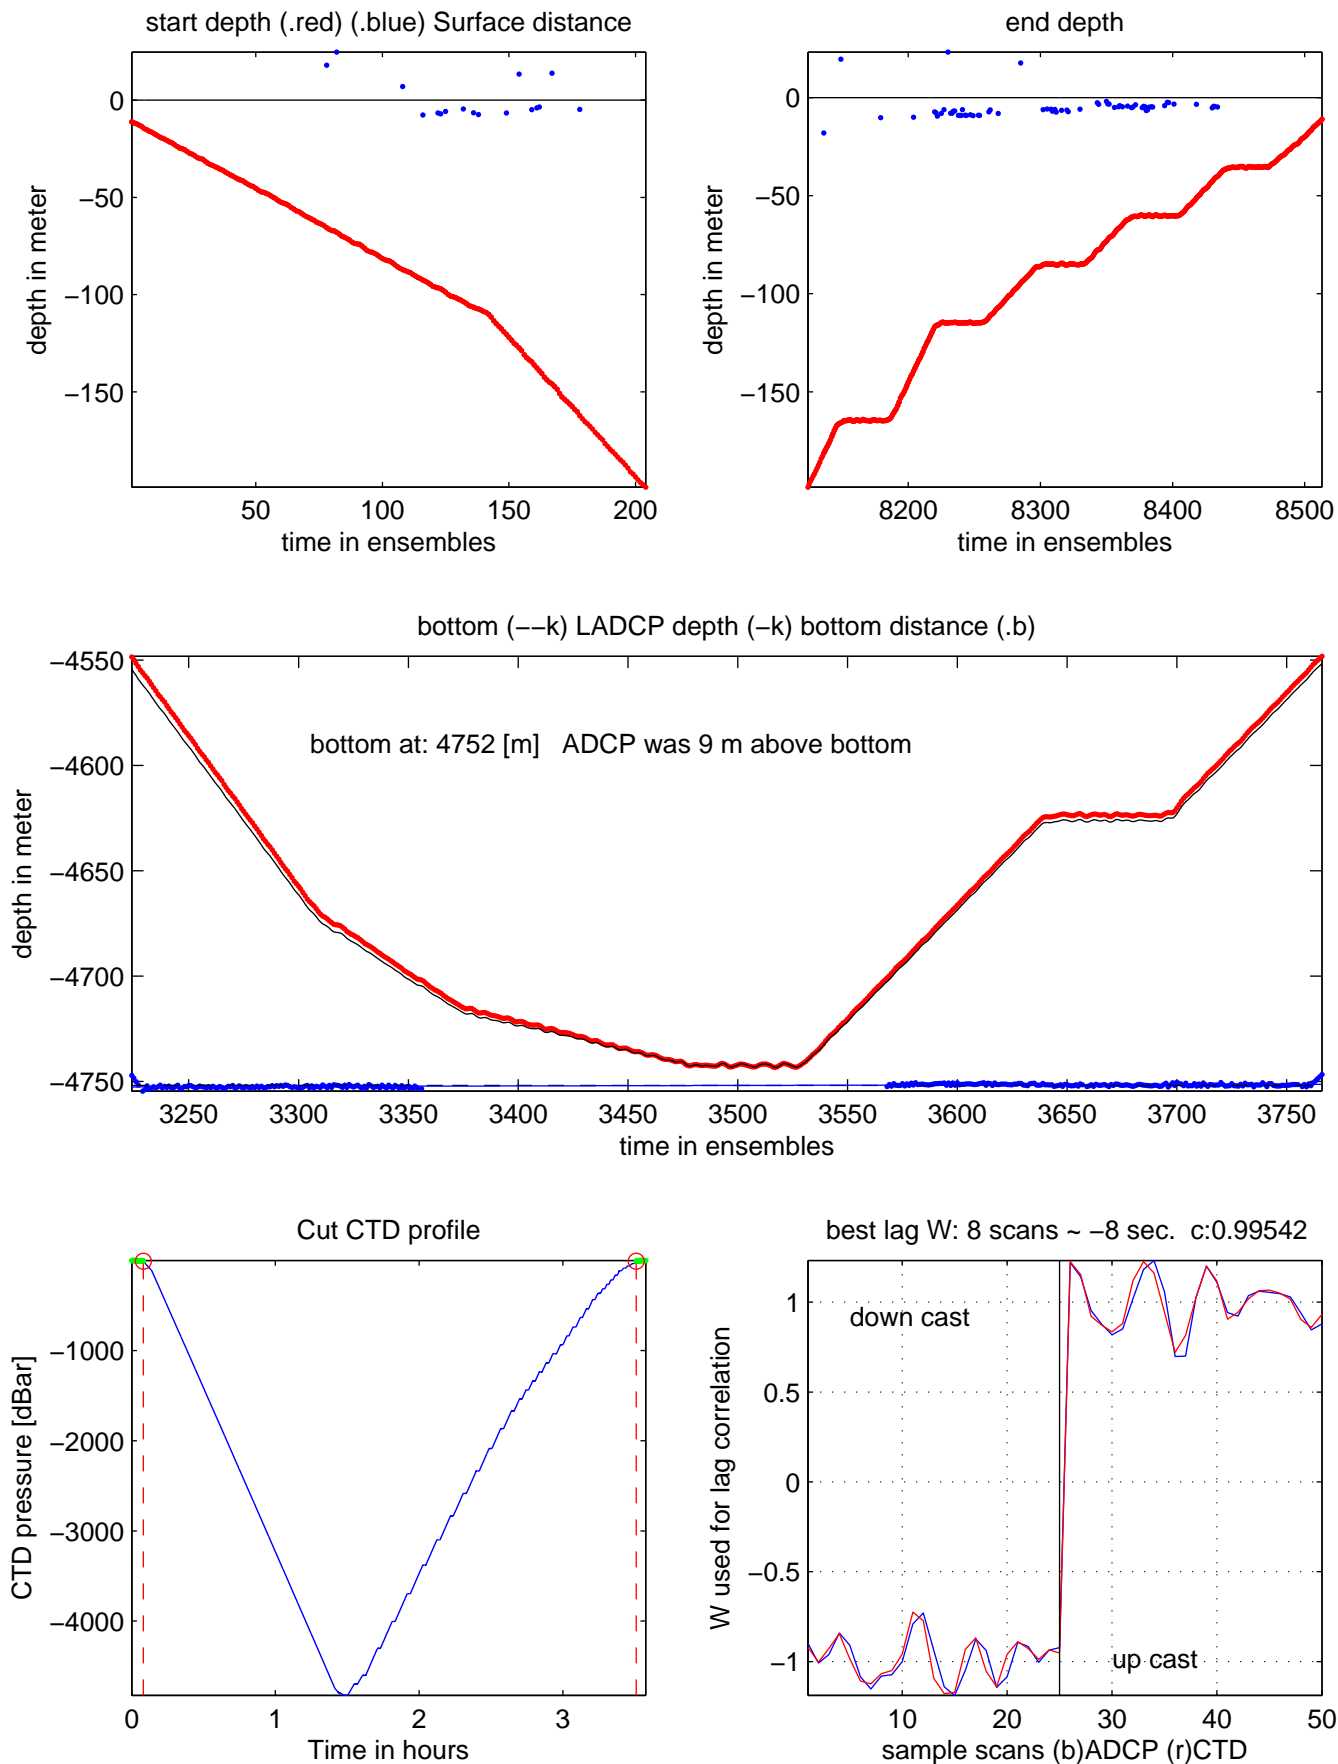 start depth (.red) (.blue) Surface distance
end depth
0
−50
−100
−150
depth in meter
50
100
150
200
time in ensembles
0
−50
−100
−150
depth in meter
8200
8300
8400
8500
time in ensembles
bottom (−−k) LADCP depth (−k) bottom distance (.b)
−4550
−4600
−4650
−4700
−4750
depth in meter
bottom at: 4752 [m]   ADCP was 9 m above bottom
3250
3300
3350
3400
3450
3500
3550
3600
3650
3700
3750
time in ensembles
Cut CTD profile
−1000
−2000
−3000
−4000
CTD pressure [dBar]
0
1
2
3
Time in hours
best lag W: 8 scans ~ −8 sec.  c:0.99542
1
0.5
0
−0.5
−1
W used for lag correlation
down cast
up cast
10
20
30
40
50
sample scans (b)ADCP (r)CTD